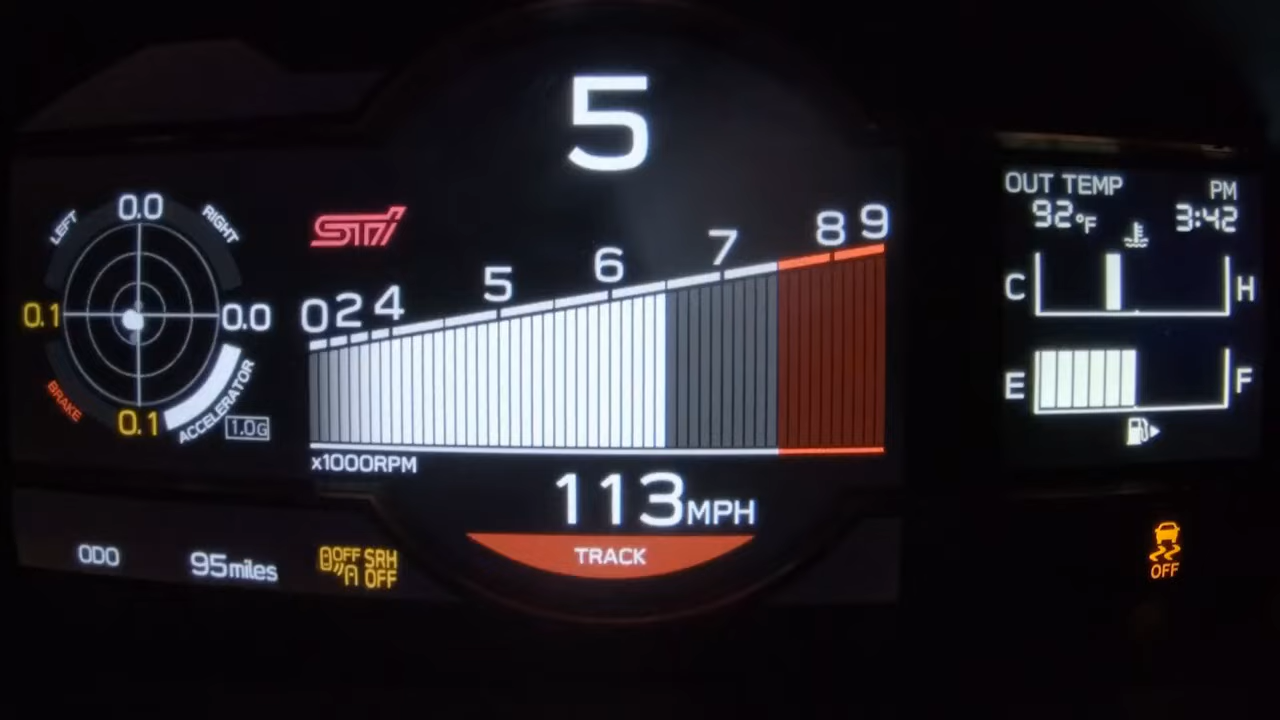 5
0.0
LEFT
RIGHT
0.1
0.0
BRAKE
ACCELERATOR
0.1
1.0G
STI
0 2 4 5 6 7 8 9
x1000RPM
113MPH
TRACK
ODO 95miles
OFF SRH
OFF
OUT TEMP PM
92°F 3:42
C H
E F
OFF